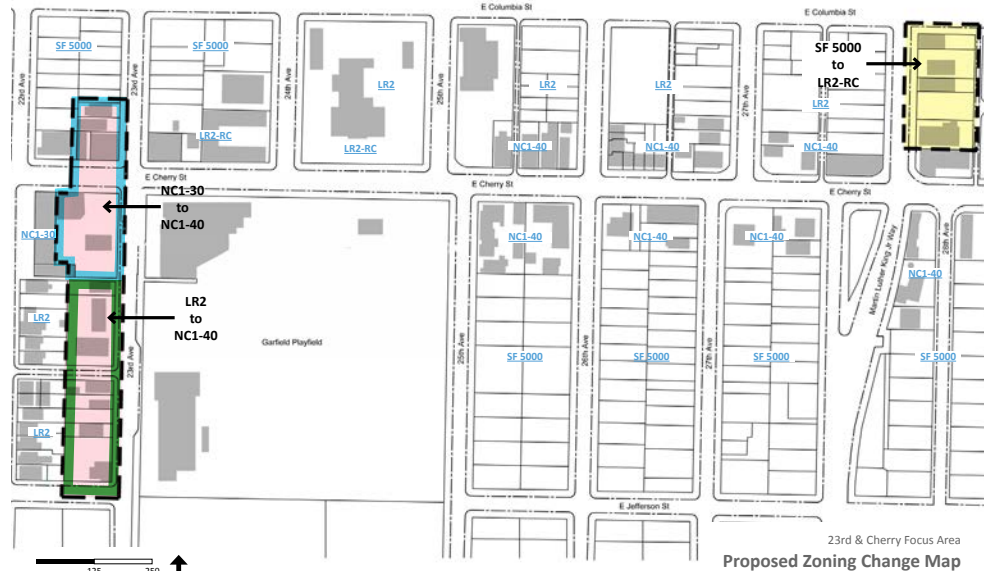 E Columbia St
E Columbia St
SF 5000
SF 5000
SF 5000
to
LR2-RC
22nd Ave
23rd Ave
24th Ave
LR2
25th Ave
LR2
LR2
27th Ave
LR2
LR2-RC
LR2-RC
NC1-40
NC1-40
NC1-40
E Cherry St
E Cherry St
E Cherry St
NC1-30
to
NC1-40
NC1-30
NC1-40
NC1-40
NC1-40
Martin Luther King Jr Way
28th Ave
NC1-40
LR2
to
NC1-40
LR2
23rd Ave
Garfield Playfield
25th Ave
SF 5000
26th Ave
SF 5000
27th Ave
SF 5000
SF 5000
LR2
E Jefferson St
23rd & Cherry Focus Area
Proposed Zoning Change Map
125 250